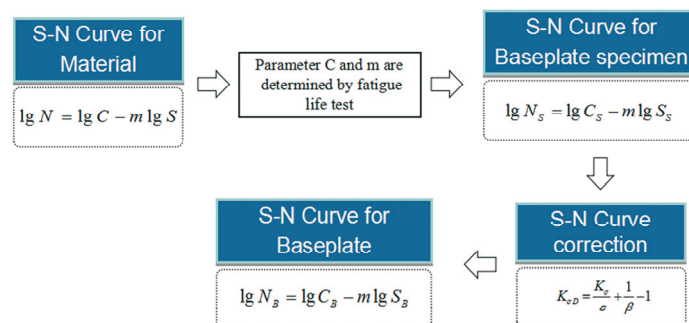 S-N Curve for
Material
lg N = lg C − m lg S
Parameter C and m are
determined by fatigue
life test
S-N Curve for
Baseplate specimen
lg N_S = lg C_S − m lg S_S
S-N Curve
correction
K_σD = K_σ/ε + 1/β − 1
S-N Curve for
Baseplate
lg N_B = lg C_B − m lg S_B